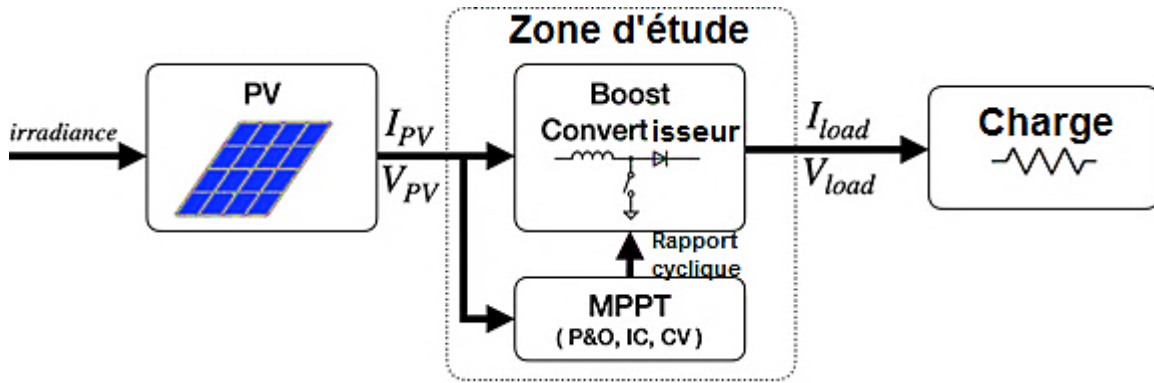 Zone d'étude
irradiance
PV
I_PV
V_PV
Boost
Convertisseur
I_load
V_load
Charge
Rapport
cyclique
MPPT
( P&O, IC, CV )